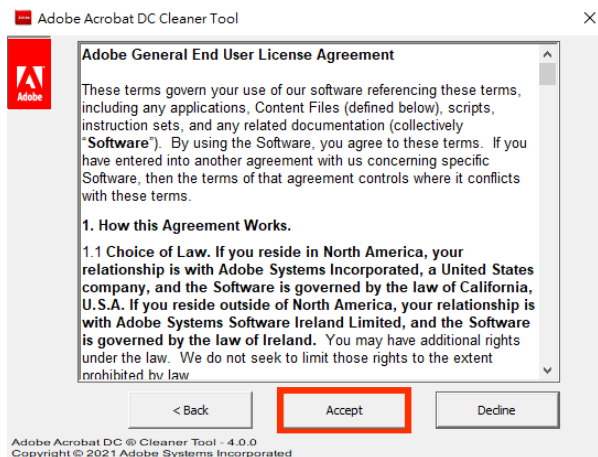 Adobe Acrobat DC Cleaner Tool
Adobe
Adobe General End User License Agreement
These terms govern your use of our software referencing these terms,
including any applications, Content Files (defined below), scripts,
instruction sets, and any related documentation (collectively
“Software”).  By using the Software, you agree to these terms.  If you
have entered into another agreement with us concerning specific
Software, then the terms of that agreement controls where it conflicts
with these terms.
1. How this Agreement Works.
1.1 Choice of Law. If you reside in North America, your
relationship is with Adobe Systems Incorporated, a United States
company, and the Software is governed by the law of California,
U.S.A. If you reside outside of North America, your relationship is
with Adobe Systems Software Ireland Limited, and the Software
is governed by the law of Ireland.  You may have additional rights
under the law.  We do not seek to limit those rights to the extent
prohibited by law
< Back
Accept
Decline
Adobe Acrobat DC ® Cleaner Tool - 4.0.0
Copyright © 2021 Adobe Systems Incorporated